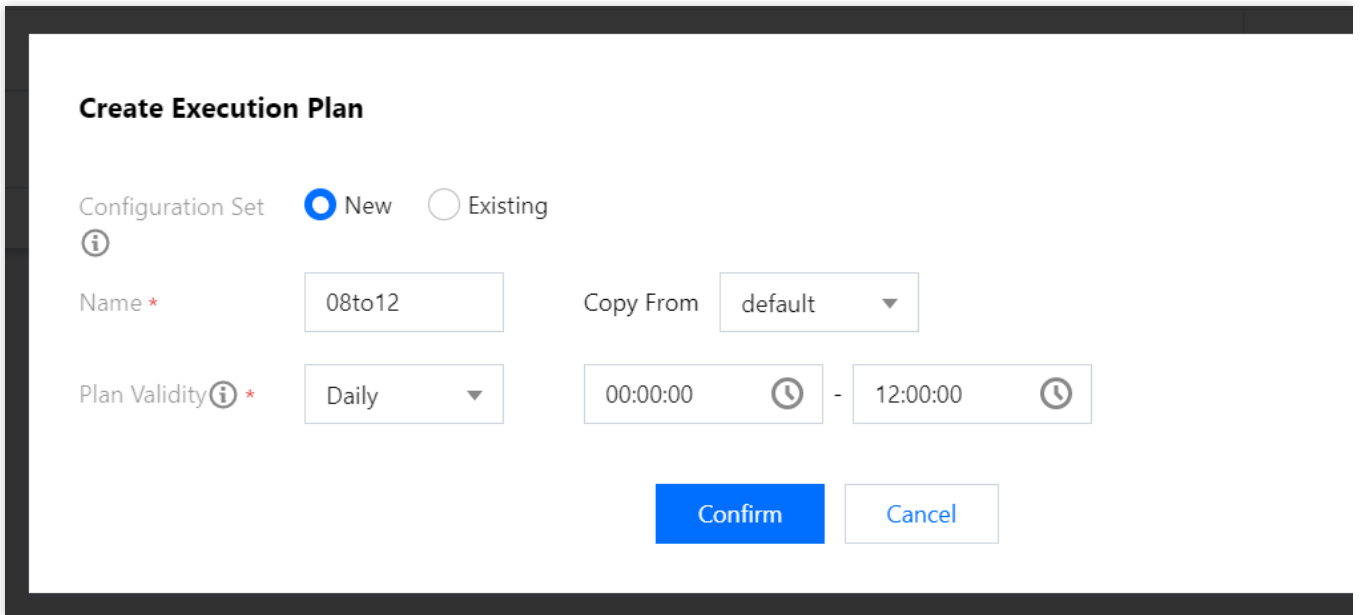 Create Execution Plan
Configuration Set New Existing
Name * 08to12 Copy From default
Plan Validity * Daily 00:00:00 - 12:00:00
Confirm Cancel